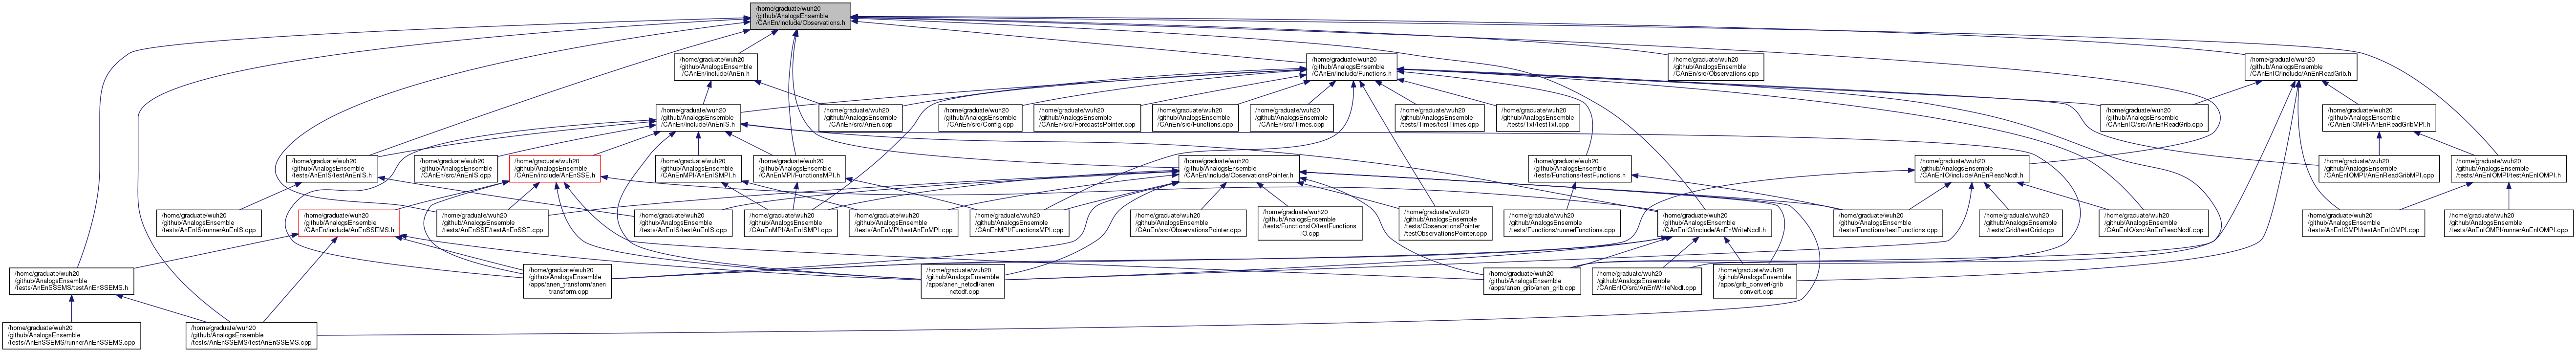 /home/graduate/wuh20
/github/AnalogsEnsemble
/CAnEn/include/Observations.h
/home/graduate/wuh20
/github/AnalogsEnsemble
/CAnEn/include/AnEn.h
/home/graduate/wuh20
/github/AnalogsEnsemble
/CAnEn/include/Functions.h
/home/graduate/wuh20
/github/AnalogsEnsemble
/CAnEn/src/Observations.cpp
/home/graduate/wuh20
/github/AnalogsEnsemble
/CAnEnIO/include/AnEnReadGrib.h
/home/graduate/wuh20
/github/AnalogsEnsemble
/CAnEn/include/AnEnIS.h
/home/graduate/wuh20
/github/AnalogsEnsemble
/CAnEn/src/AnEn.cpp
/home/graduate/wuh20
/github/AnalogsEnsemble
/CAnEn/src/Config.cpp
/home/graduate/wuh20
/github/AnalogsEnsemble
/CAnEn/src/ForecastsPointer.cpp
/home/graduate/wuh20
/github/AnalogsEnsemble
/CAnEn/src/Functions.cpp
/home/graduate/wuh20
/github/AnalogsEnsemble
/CAnEn/src/Times.cpp
/home/graduate/wuh20
/github/AnalogsEnsemble
/tests/Times/testTimes.cpp
/home/graduate/wuh20
/github/AnalogsEnsemble
/tests/Txt/testTxt.cpp
/home/graduate/wuh20
/github/AnalogsEnsemble
/CAnEnIO/src/AnEnReadGrib.cpp
/home/graduate/wuh20
/github/AnalogsEnsemble
/CAnEnIOMPI/AnEnReadGribMPI.h
/home/graduate/wuh20
/github/AnalogsEnsemble
/tests/AnEnIS/testAnEnIS.h
/home/graduate/wuh20
/github/AnalogsEnsemble
/CAnEn/src/AnEnIS.cpp
/home/graduate/wuh20
/github/AnalogsEnsemble
/CAnEn/include/AnEnSSE.h
/home/graduate/wuh20
/github/AnalogsEnsemble
/CAnEnMPI/AnEnISMPI.h
/home/graduate/wuh20
/github/AnalogsEnsemble
/CAnEnMPI/FunctionsMPI.h
/home/graduate/wuh20
/github/AnalogsEnsemble
/CAnEn/include/ObservationsPointer.h
/home/graduate/wuh20
/github/AnalogsEnsemble
/tests/Functions/testFunctions.h
/home/graduate/wuh20
/github/AnalogsEnsemble
/CAnEnIO/include/AnEnReadNcdf.h
/home/graduate/wuh20
/github/AnalogsEnsemble
/CAnEnIOMPI/AnEnReadGribMPI.cpp
/home/graduate/wuh20
/github/AnalogsEnsemble
/tests/AnEnIOMPI/testAnEnIOMPI.h
/home/graduate/wuh20
/github/AnalogsEnsemble
/tests/AnEnIS/runnerAnEnIS.cpp
/home/graduate/wuh20
/github/AnalogsEnsemble
/CAnEn/include/AnEnSSEMS.h
/home/graduate/wuh20
/github/AnalogsEnsemble
/tests/AnEnSSE/testAnEnSSE.cpp
/home/graduate/wuh20
/github/AnalogsEnsemble
/tests/AnEnIS/testAnEnIS.cpp
/home/graduate/wuh20
/github/AnalogsEnsemble
/CAnEnMPI/AnEnISMPI.cpp
/home/graduate/wuh20
/github/AnalogsEnsemble
/tests/AnEnMPI/testAnEnMPI.cpp
/home/graduate/wuh20
/github/AnalogsEnsemble
/CAnEnMPI/FunctionsMPI.cpp
/home/graduate/wuh20
/github/AnalogsEnsemble
/CAnEn/src/ObservationsPointer.cpp
/home/graduate/wuh20
/github/AnalogsEnsemble
/tests/FunctionsIO/testFunctions
IO.cpp
/home/graduate/wuh20
/github/AnalogsEnsemble
/tests/ObservationsPointer
/testObservationsPointer.cpp
/home/graduate/wuh20
/github/AnalogsEnsemble
/tests/Functions/runnerFunctions.cpp
/home/graduate/wuh20
/github/AnalogsEnsemble
/CAnEnIO/include/AnEnWriteNcdf.h
/home/graduate/wuh20
/github/AnalogsEnsemble
/tests/Functions/testFunctions.cpp
/home/graduate/wuh20
/github/AnalogsEnsemble
/tests/Grid/testGrid.cpp
/home/graduate/wuh20
/github/AnalogsEnsemble
/CAnEnIO/src/AnEnReadNcdf.cpp
/home/graduate/wuh20
/github/AnalogsEnsemble
/tests/AnEnIOMPI/testAnEnIOMPI.cpp
/home/graduate/wuh20
/github/AnalogsEnsemble
/tests/AnEnIOMPI/runnerAnEnIOMPI.cpp
/home/graduate/wuh20
/github/AnalogsEnsemble
/tests/AnEnSSEMS/testAnEnSSEMS.h
/home/graduate/wuh20
/github/AnalogsEnsemble
/apps/anen_transform/anen
_transform.cpp
/home/graduate/wuh20
/github/AnalogsEnsemble
/apps/anen_netcdf/anen
_netcdf.cpp
/home/graduate/wuh20
/github/AnalogsEnsemble
/apps/anen_grib/anen_grib.cpp
/home/graduate/wuh20
/github/AnalogsEnsemble
/CAnEnIO/src/AnEnWriteNcdf.cpp
/home/graduate/wuh20
/github/AnalogsEnsemble
/apps/grib_convert/grib
_convert.cpp
/home/graduate/wuh20
/github/AnalogsEnsemble
/tests/AnEnSSEMS/runnerAnEnSSEMS.cpp
/home/graduate/wuh20
/github/AnalogsEnsemble
/tests/AnEnSSEMS/testAnEnSSEMS.cpp